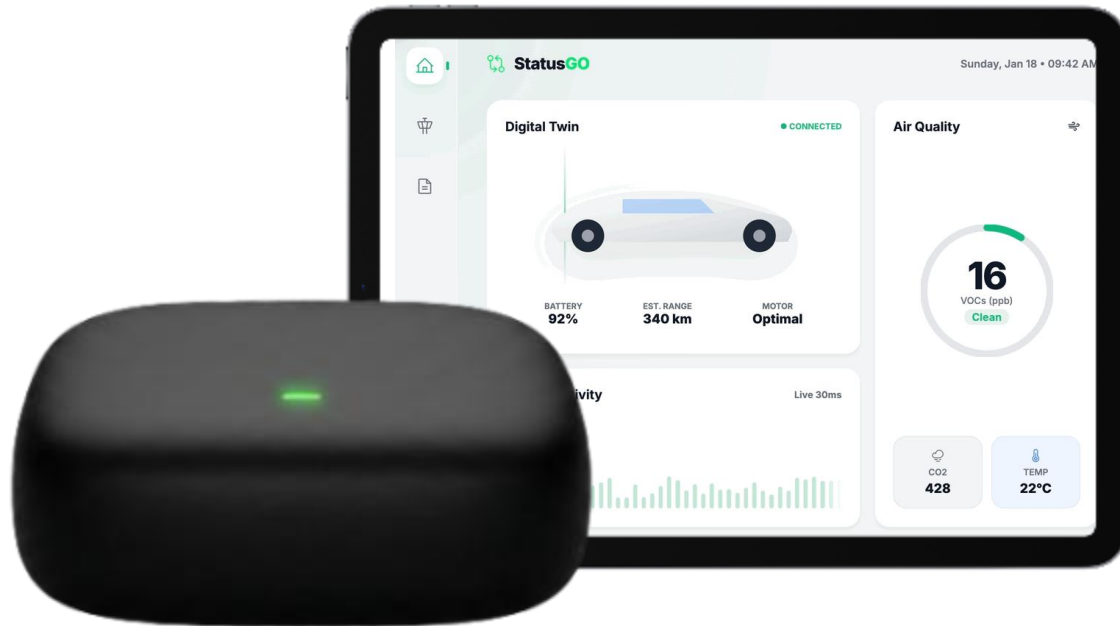 StatusGO
Sunday, Jan 18 • 09:42 AM
Digital Twin
CONNECTED
BATTERY
92%
EST. RANGE
340 km
MOTOR
Optimal
Air Quality
16
VOCs (ppb)
Clean
CO2
428
TEMP
22°C
Live 30ms